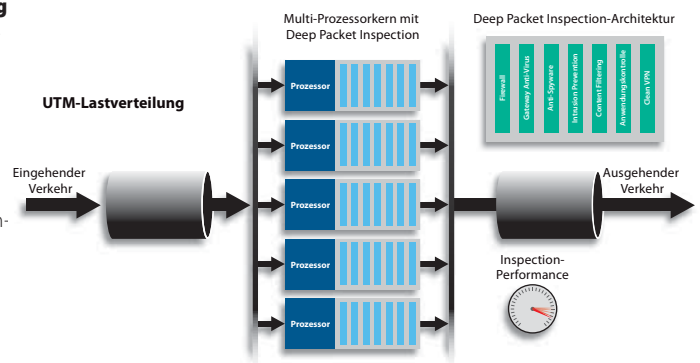 g
Multi-Prozessorkern mit
Deep Packet Inspection
Deep Packet Inspection-Architektur
Firewall
Gateway Anti-Virus
Anti-Spyware
Intrusion Prevention
Content Filtering
Anwendungskontrolle
Clean VPN
UTM-Lastverteilung
Prozessor
Prozessor
Prozessor
Prozessor
Prozessor
Eingehender
Verkehr
n-
Ausgehender
Verkehr
Inspection-
Performance